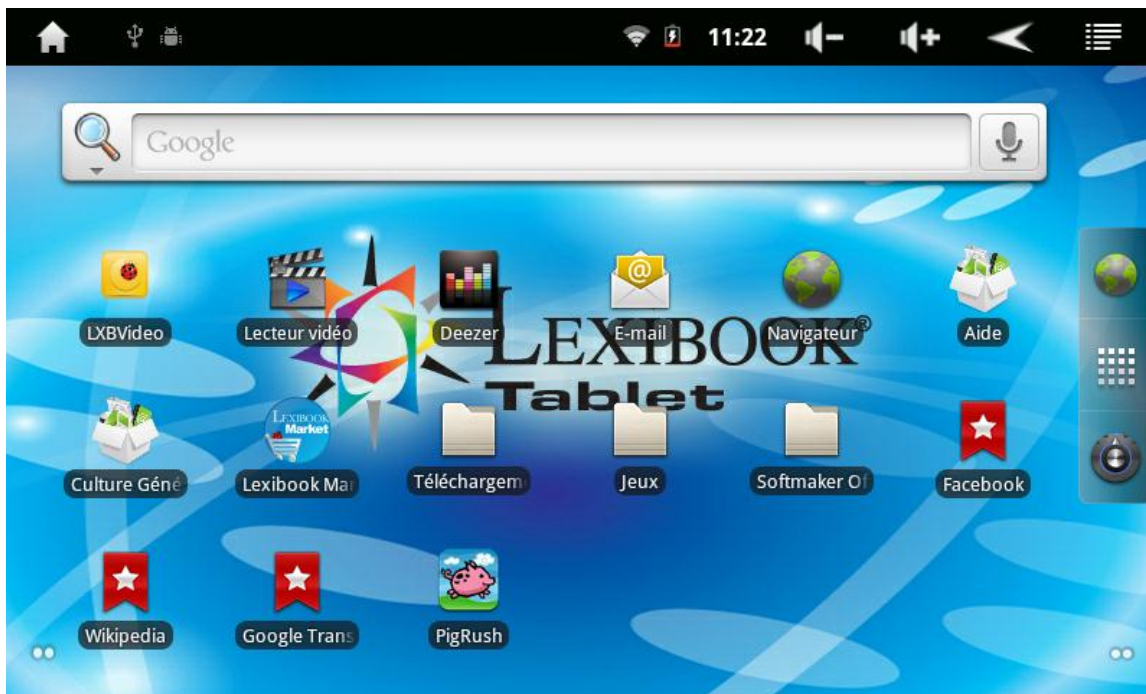 11:22
Google
LXBVideo
Lecteur vidéo
Deezer
E-mail
Navigateur
Aide
LEXIBOOK®
Tablet
LEXIBOOK
Market
Culture Géné
Lexibook Mar
Téléchargem
Jeux
Softmaker Of
Facebook
Wikipedia
Google Trans
PigRush